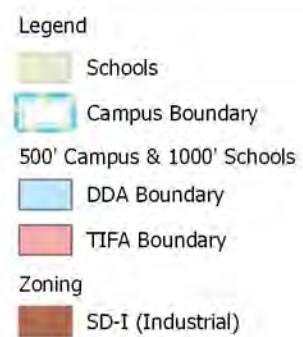 Legend
Schools
Campus Boundary
500' Campus & 1000' Schools
DDA Boundary
TIFA Boundary
Zoning
SD-I (Industrial)